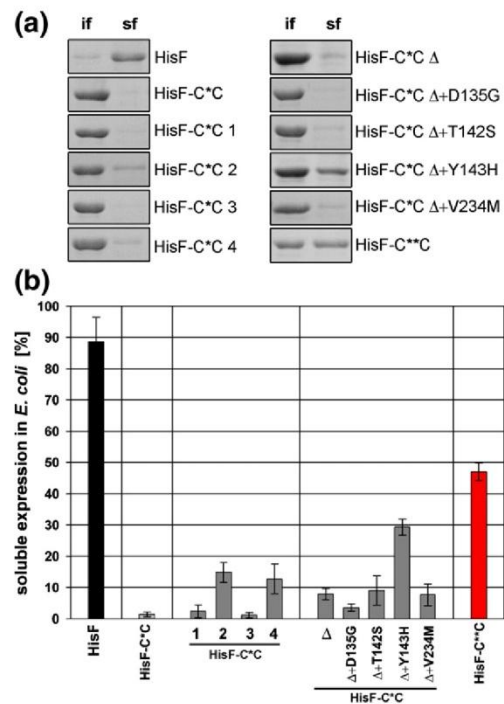 (a)
if sf
HisF
HisF-C*C
HisF-C*C 1
HisF-C*C 2
HisF-C*C 3
HisF-C*C 4
if sf
HisF-C*C Δ
HisF-C*C Δ+D135G
HisF-C*C Δ+T142S
HisF-C*C Δ+Y143H
HisF-C*C Δ+V234M
HisF-C**C
(b)
soluble expression in E. coli [%]
100
90
80
70
60
50
40
30
20
10
0
HisF
HisF-C*C
1 2 3 4
HisF-C*C
Δ
Δ+D135G
Δ+T142S
Δ+Y143H
Δ+V234M
HisF-C*C
HisF-C**C